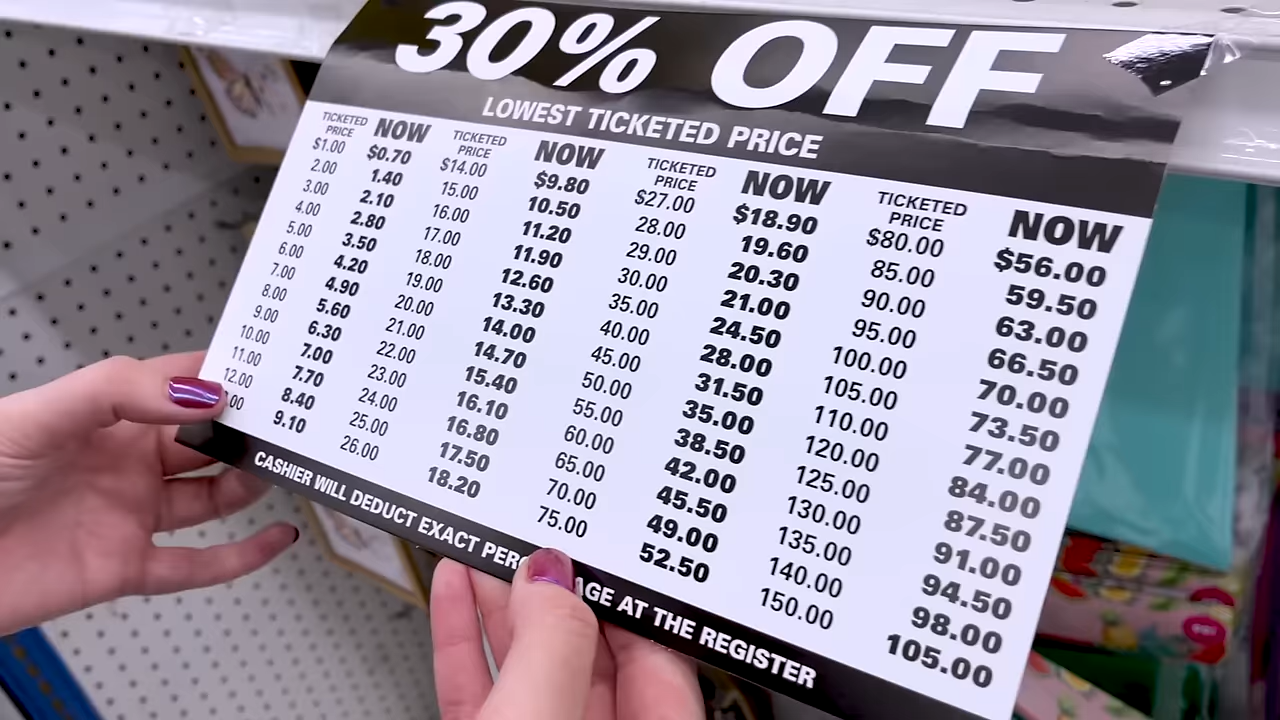 30% OFF
LOWEST TICKETED PRICE
TICKETED PRICE NOW TICKETED PRICE NOW TICKETED PRICE NOW TICKETED PRICE NOW
$1.00 $0.70 $14.00 $9.80 $27.00 $18.90 $80.00 $56.00
2.00 1.40 15.00 10.50 28.00 19.60 85.00 59.50
3.00 2.10 16.00 11.20 29.00 20.30 90.00 63.00
4.00 2.80 17.00 11.90 30.00 21.00 95.00 66.50
5.00 3.50 18.00 12.60 35.00 24.50 100.00 70.00
6.00 4.20 19.00 13.30 40.00 28.00 105.00 73.50
7.00 4.90 20.00 14.00 45.00 31.50 110.00 77.00
8.00 5.60 21.00 14.70 50.00 35.00 120.00 84.00
9.00 6.30 22.00 15.40 55.00 38.50 125.00 87.50
10.00 7.00 23.00 16.10 60.00 42.00 130.00 91.00
11.00 7.70 24.00 16.80 65.00 45.50 135.00 94.50
12.00 8.40 25.00 17.50 70.00 49.00 140.00 98.00
9.10 26.00 18.20 75.00 52.50 150.00 105.00
CASHIER WILL DEDUCT EXACT AT THE REGISTER